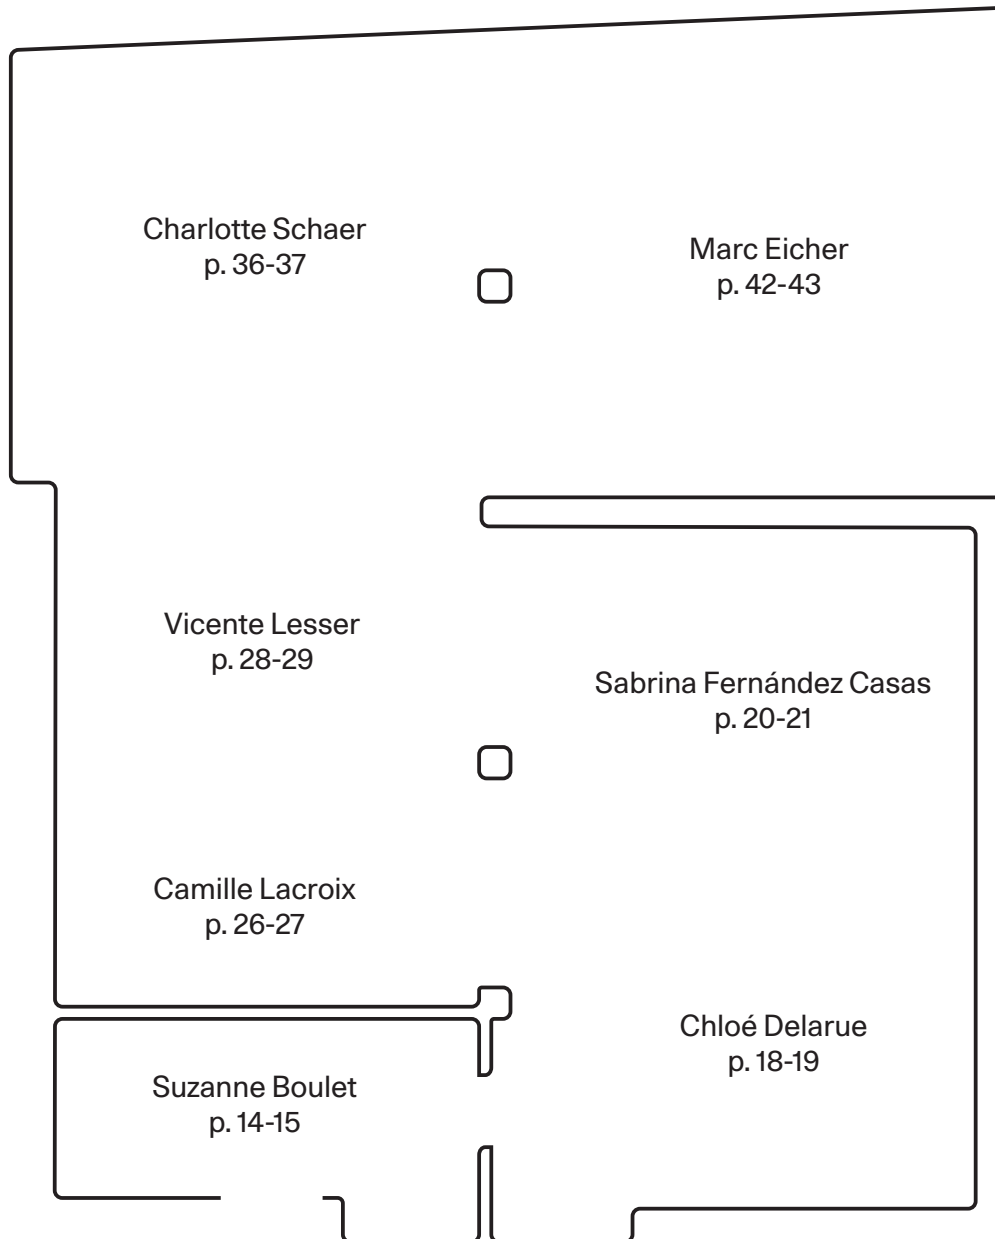 Charlotte Schaer
p. 36-37
Marc Eicher
p. 42-43
Vicente Lesser
p. 28-29
Sabrina Fernández Casas
p. 20-21
Camille Lacroix
p. 26-27
Chloé Delarue
p. 18-19
Suzanne Boulet
p. 14-15